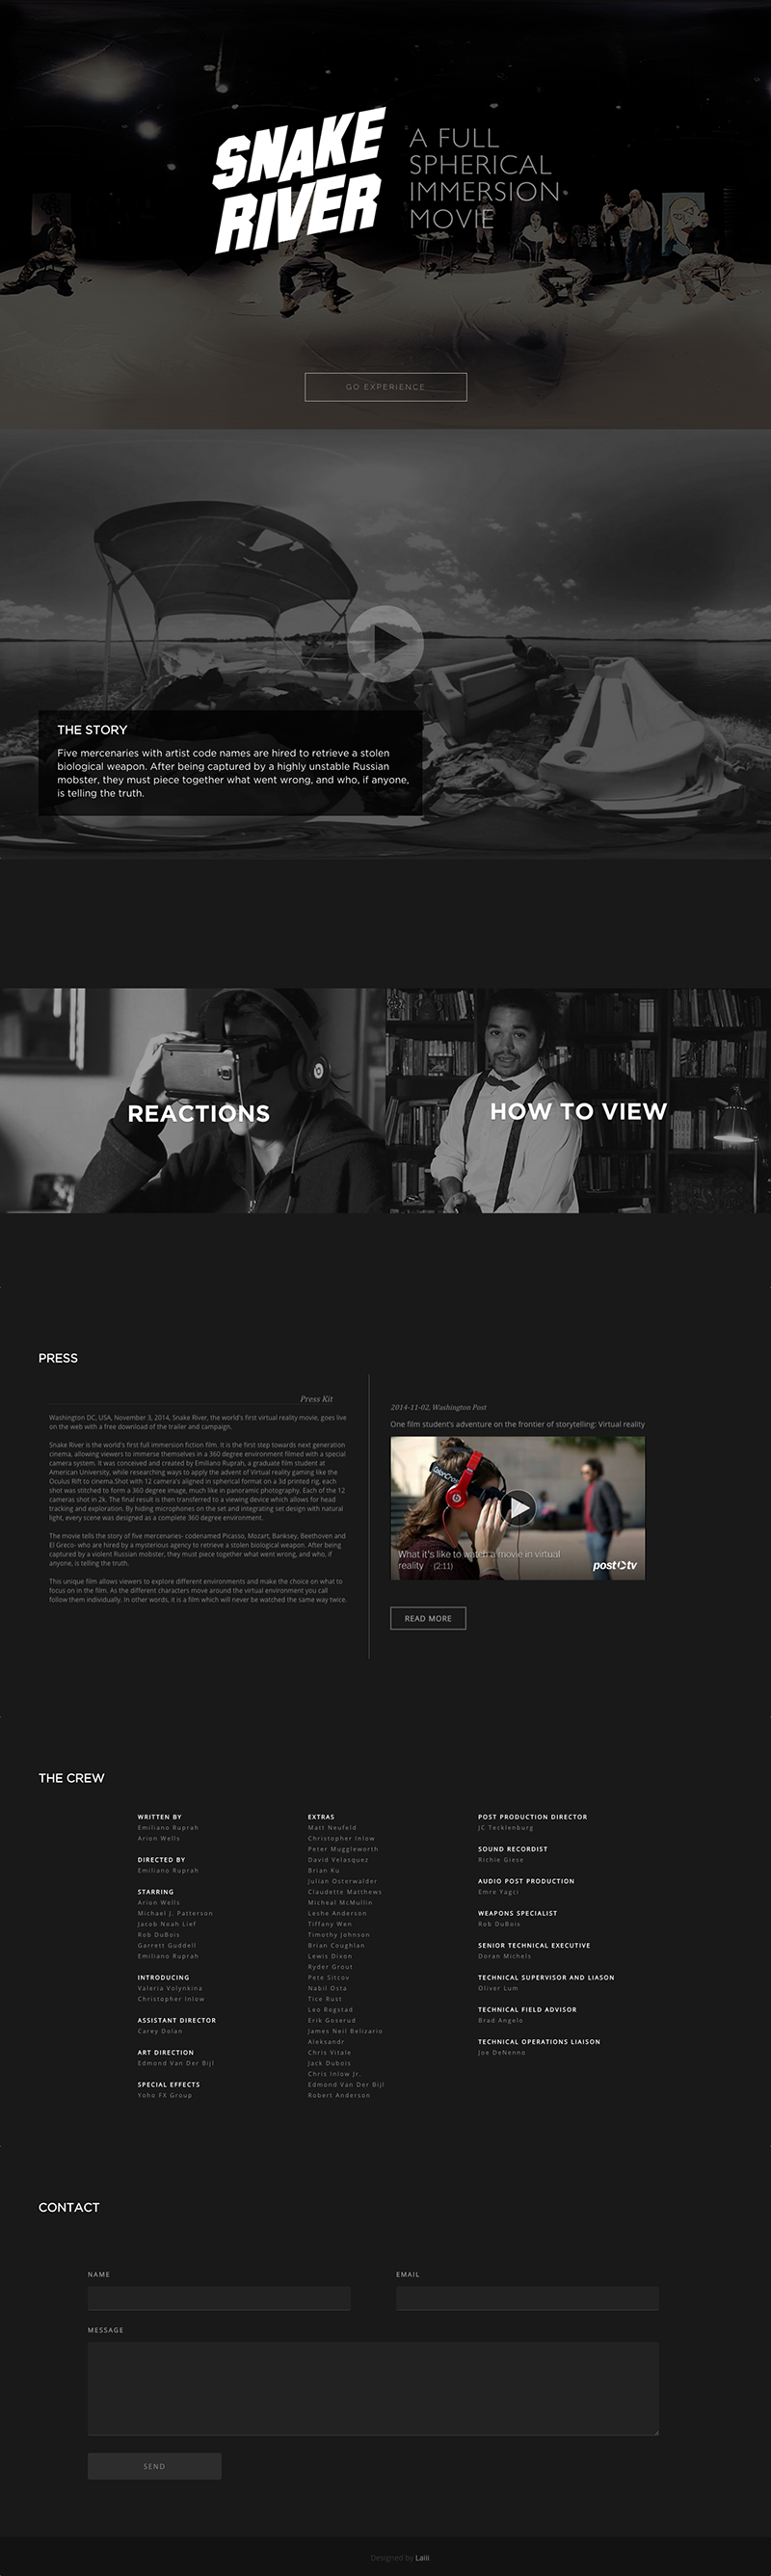 SNAKE
RIVER
A FULL
SPHERICAL
IMMERSION
MOVIE
GO EXPERIENCE
THE STORY
Five mercenaries with artist code names are hired to retrieve a stolen
biological weapon. After being captured by a highly unstable Russian
mobster, they must piece together what went wrong, and who, if anyone,
is telling the truth.
REACTIONS
HOW TO VIEW
PRESS
Press Kit
Washington DC, USA, November 3, 2014, Snake River, the world's first virtual reality movie, goes live
on the web with a free download of the trailer and campaign.
Snake River is the world's first full immersion fiction film. It is the first step towards next generation
cinema, allowing viewers to immerse themselves in a 360 degree environment filmed with a special
camera system. It was conceived and created by Emiliano Ruprah, a graduate film student at
American University, while researching ways to apply the advent of Virtual reality gaming like the
Oculus Rift to cinema.Shot with 12 camera's aligned in spherical format on a 3d printed rig, each
shot was stitched to form a 360 degree image, much like in panoramic photography. Each of the 12
cameras shot in 2k. The final result is then transferred to a viewing device which allows for head
tracking and exploration. By hiding microphones on the set and integrating set design with natural
light, every scene was designed as a complete 360 degree environment.
The movie tells the story of five mercenaries- codenamed Picasso, Mozart, Banksey, Beethoven and
El Greco- who are hired by a mysterious agency to retrieve a stolen biological weapon. After being
captured by a violent Russian mobster, they must piece together what went wrong, and who, if
anyone, is telling the truth.
This unique film allows viewers to explore different environments and make the choice on what to
focus on in the film. As the different characters move around the virtual environment you call
follow them individually. In other words, it is a film which will never be watched the same way twice.
2014-11-02, Washington Post
One film student's adventure on the frontier of storytelling: Virtual reality
What it's like to watch a movie in virtual
reality (2:11)
post tv
READ MORE
THE CREW
WRITTEN BY
Emiliano Ruprah
Arion Wells
DIRECTED BY
Emiliano Ruprah
STARRING
Arion Wells
Michael J. Patterson
Jacob Noah Lief
Rob DuBois
Garrett Guddell
Emiliano Ruprah
INTRODUCING
Valeria Volynkina
Christopher Inlow
ASSISTANT DIRECTOR
Carey Dolan
ART DIRECTION
Edmond Van Der Bijl
SPECIAL EFFECTS
Yoho FX Group
EXTRAS
Matt Neufeld
Christopher Inlow
Peter Muggleworth
David Velasquez
Brian Ku
Julian Osterwalder
Claudette Matthews
Micheal McMullin
Leshe Anderson
Tiffany Wen
Timothy Johnson
Brian Coughlan
Lewis Dixon
Ryder Grout
Pete Sitcov
Nabil Osta
Tice Rust
Leo Rogstad
Erik Goserud
James Neil Belizario
Aleksandr
Chris Vitale
Jack Dubois
Chris Inlow Jr.
Edmond Van Der Bijl
Robert Anderson
POST PRODUCTION DIRECTOR
JC Tecklenburg
SOUND RECORDIST
Richie Giese
AUDIO POST PRODUCTION
Emre Yagci
WEAPONS SPECIALIST
Rob DuBois
SENIOR TECHNICAL EXECUTIVE
Doran Michels
TECHNICAL SUPERVISOR AND LIASON
Oliver Lum
TECHNICAL FIELD ADVISOR
Brad Angelo
TECHNICAL OPERATIONS LIAISON
Joe DeNenno
CONTACT
NAME
EMAIL
MESSAGE
SEND
Designed by Laiii